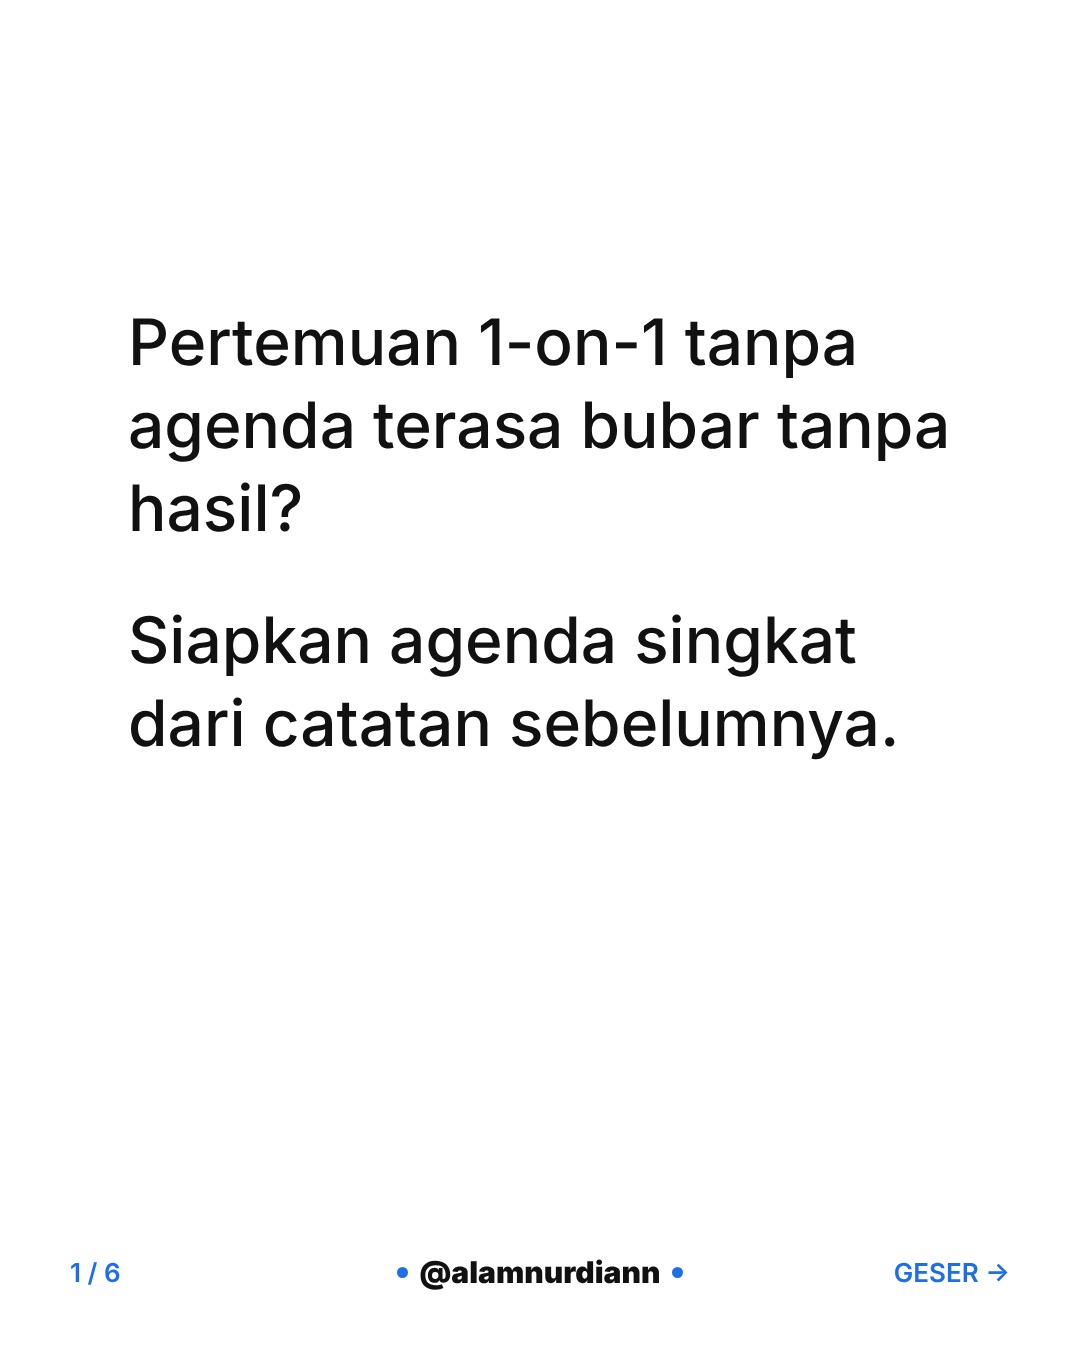 Pertemuan 1-on-1 tanpa
agenda terasa bubar tanpa
hasil?
Siapkan agenda singkat
dari catatan sebelumnya.
1 / 6
• @alamnurdiann •
GESER →